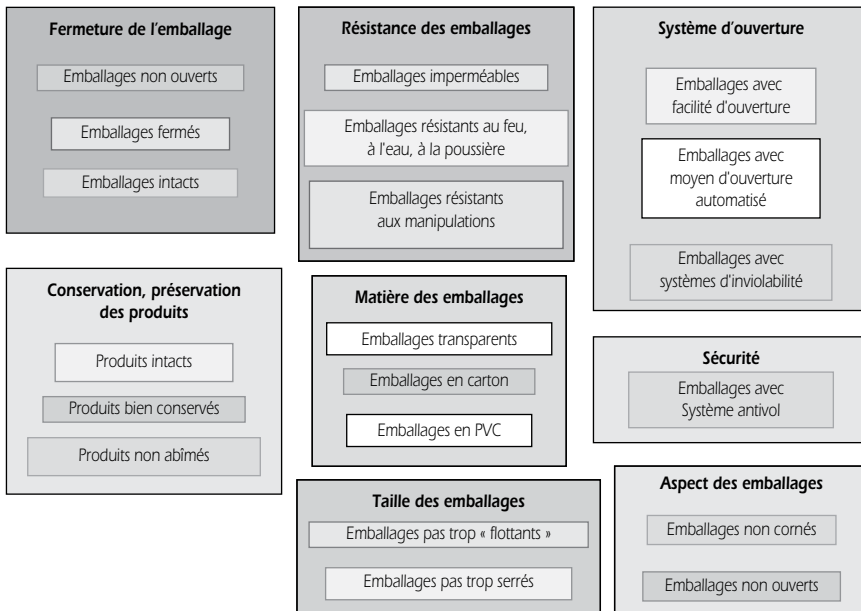 Fermeture de l'emballage
Emballages non ouverts
Emballages fermés
Emballages intacts
Résistance des emballages
Emballages imperméables
Emballages résistants au feu,
à l'eau, à la poussière
Emballages résistants
aux manipulations
Système d'ouverture
Emballages avec
facilité d'ouverture
Emballages avec
moyen d'ouverture
automatisé
Emballages avec
systèmes d'inviolabilité
Conservation, préservation
des produits
Produits intacts
Produits bien conservés
Produits non abîmés
Matière des emballages
Emballages transparents
Emballages en carton
Emballages en PVC
Sécurité
Emballages avec
Système antivol
Taille des emballages
Emballages pas trop « flottants »
Emballages pas trop serrés
Aspect des emballages
Emballages non cornés
Emballages non ouverts